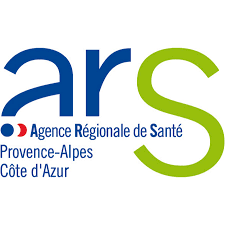 ars
Agence Régionale de Santé
Provence-Alpes
Côte d'Azur